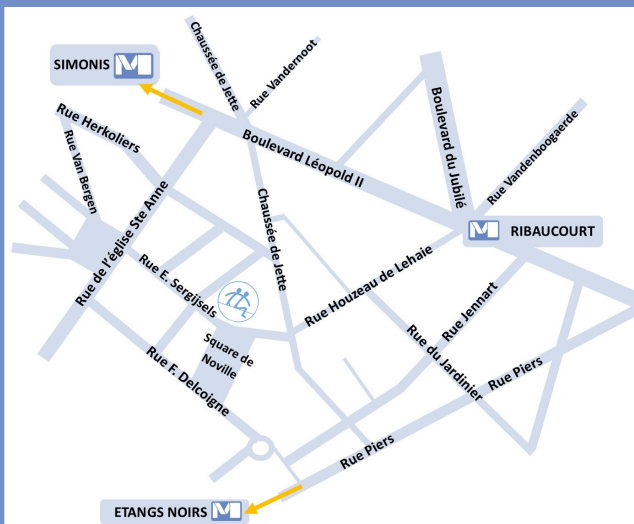 Chaussée de Jette
Rue Vandernoot
SIMONIS M
Boulevard du Jubilé
Rue Herkoliers
Boulevard Léopold II
Rue Vandenboogaerde
Rue Van Bergen
Chaussée de Jette
M RIBAUCOURT
Rue de l'église Ste Anne
Rue E. Sergijsels
Rue Houzeau de Lehaie
Rue Jennart
Square de
Noville
Rue du Jardinier
Rue Piers
Rue F. Delcoigne
Rue Piers
ETANGS NOIRS M